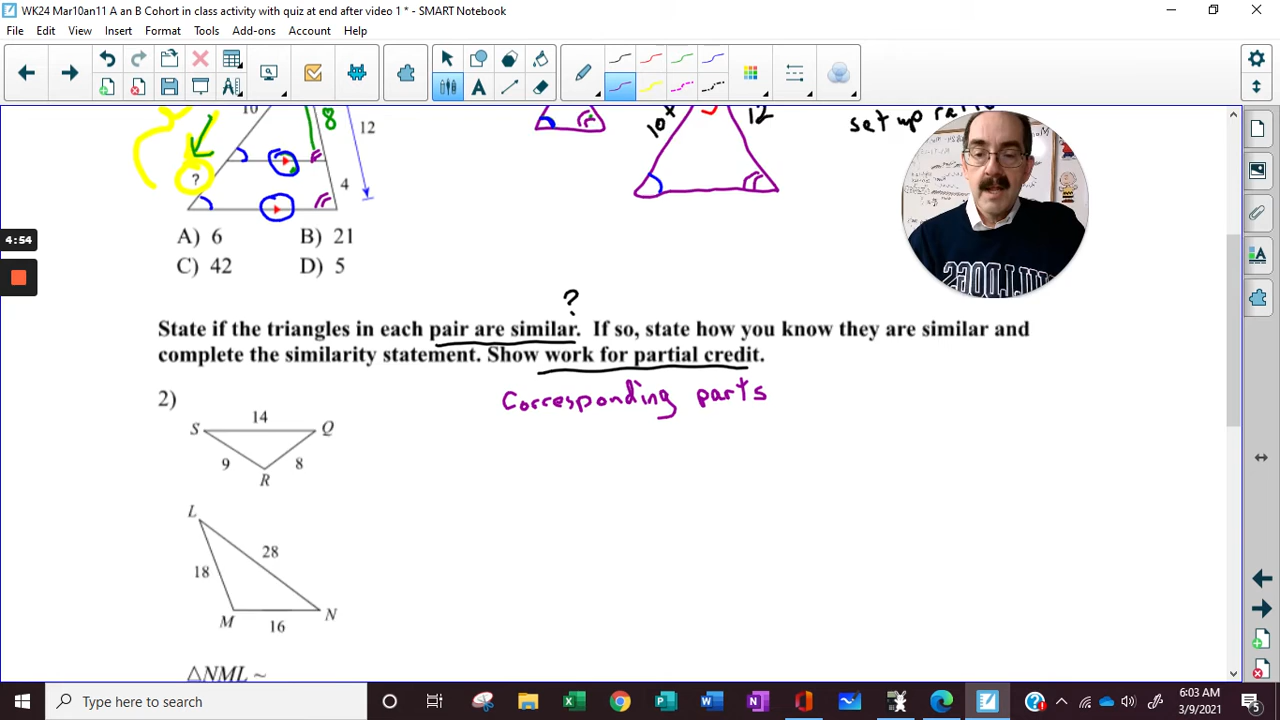 WK24 Mar10an11 A an B Cohort in class activity with quiz at end after video 1 * - SMART Notebook
File Edit View Insert Format Tools Add-ons Account Help
10
8
12
?
4
10
12
set up
A) 6 B) 21
C) 42 D) 5
4:54
?
State if the triangles in each pair are similar. If so, state how you know they are similar and
complete the similarity statement. Show work for partial credit.
Corresponding parts
2)
14
S Q
9 8
R
L
28
18
M N
16
△NML ~
Type here to search
6:03 AM
3/9/2021
5